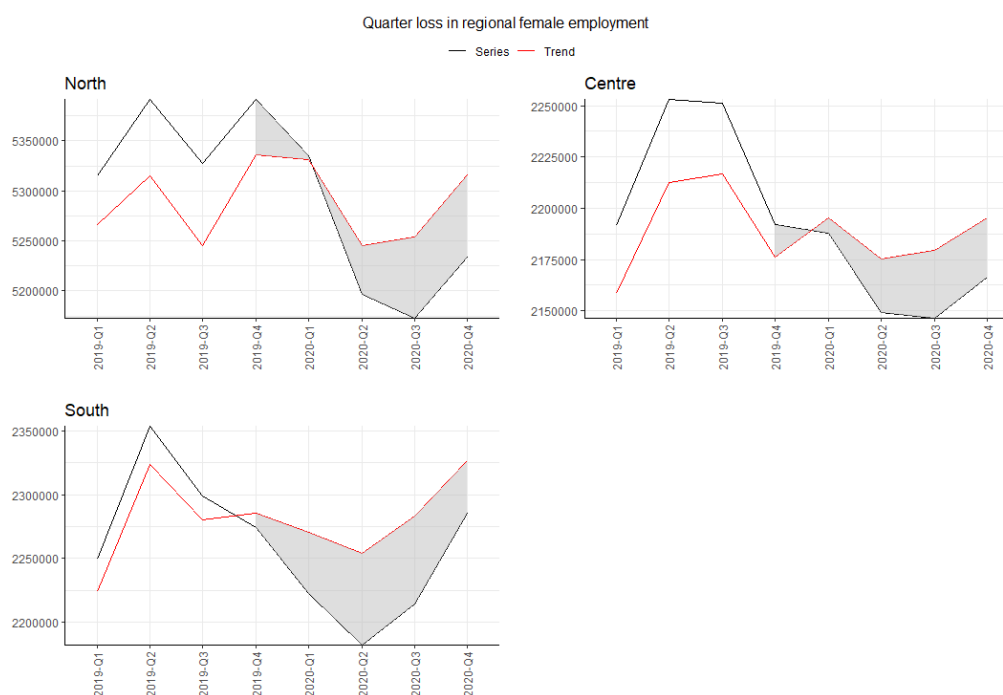 Quarter loss in regional female employment
Series Trend
North
5350000
5300000
5250000
5200000
2019-Q1
2019-Q2
2019-Q3
2019-Q4
2020-Q1
2020-Q2
2020-Q3
2020-Q4
Centre
2250000
2225000
2200000
2175000
2150000
2019-Q1
2019-Q2
2019-Q3
2019-Q4
2020-Q1
2020-Q2
2020-Q3
2020-Q4
South
2350000
2300000
2250000
2200000
2019-Q1
2019-Q2
2019-Q3
2019-Q4
2020-Q1
2020-Q2
2020-Q3
2020-Q4